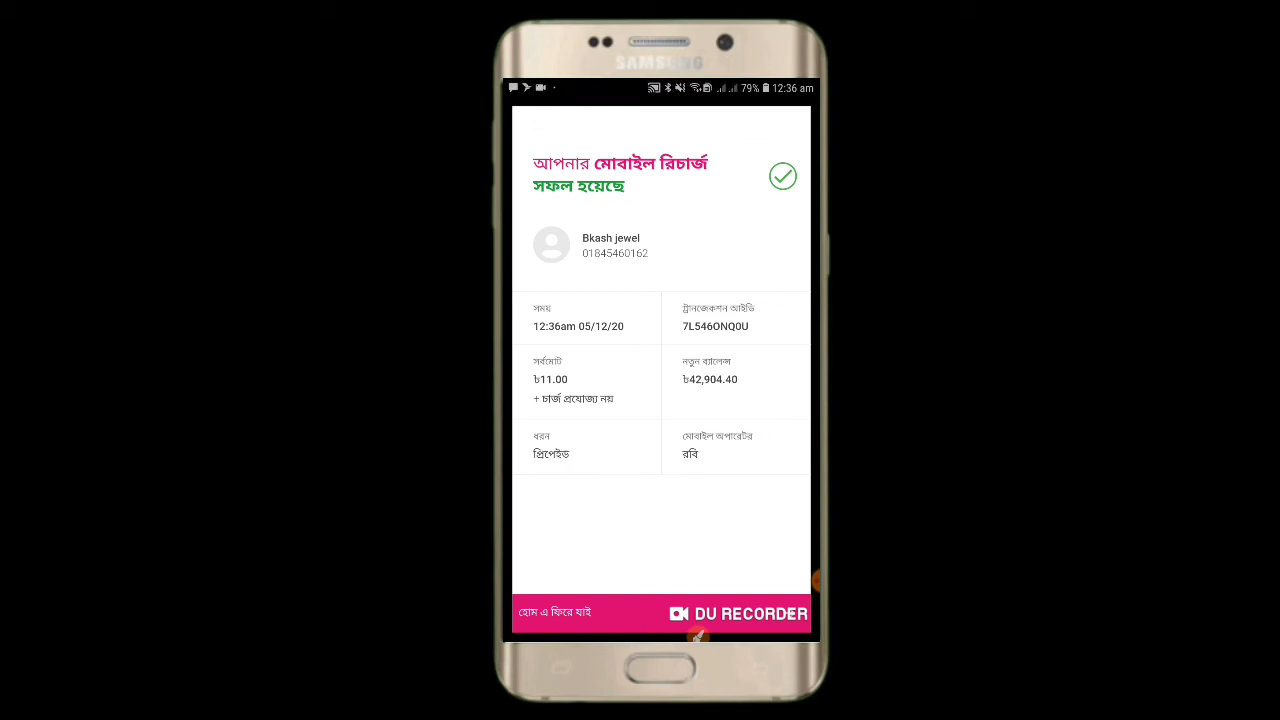 SAMSUNG
79% 12:36 am
আপনার মোবাইল রিচার্জ
সফল হয়েছে
Bkash jewel
01845460162
সময়
12:36am 05/12/20
ট্রানজেকশন আইডি
7L546ONQ0U
সর্বমোট
৳11.00
+ চার্জ প্রযোজ্য নয়
নতুন ব্যালেন্স
৳42,904.40
ধরন
প্রিপেইড
মোবাইল অপারেটর
রবি
হোম এ ফিরে যাই
DU RECORDER